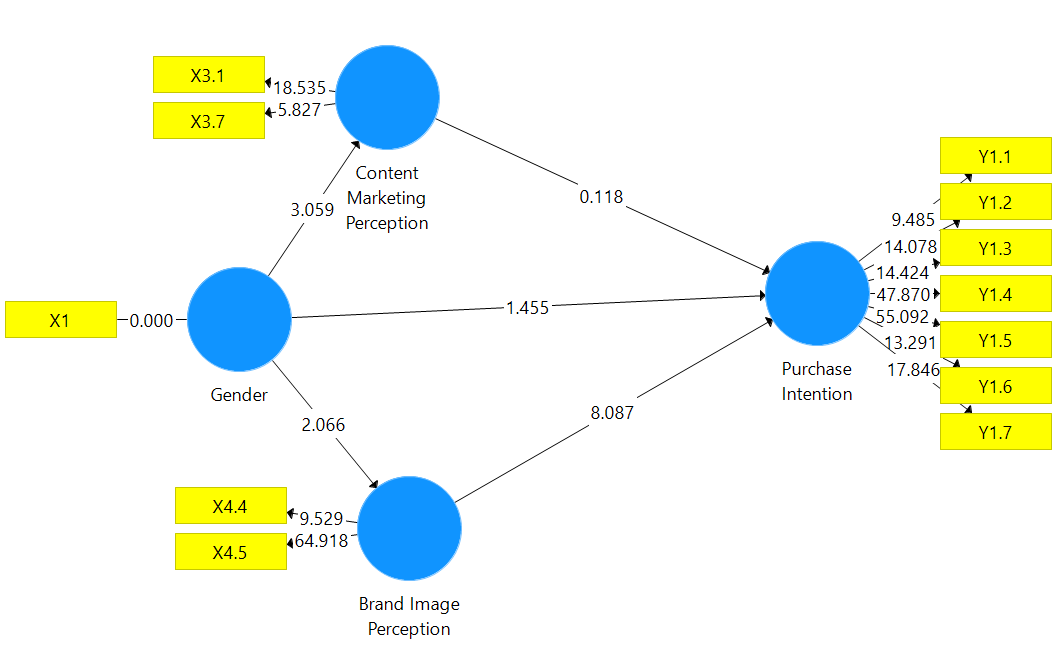 X3.1
18.535
X3.7
5.827
Content
Marketing
Perception
3.059
0.118
X1
0.000
Gender
1.455
2.066
8.087
X4.4
9.529
X4.5
64.918
Brand Image
Perception
Purchase
Intention
9.485
14.078
14.424
47.870
55.092
13.291
17.846
Y1.1
Y1.2
Y1.3
Y1.4
Y1.5
Y1.6
Y1.7